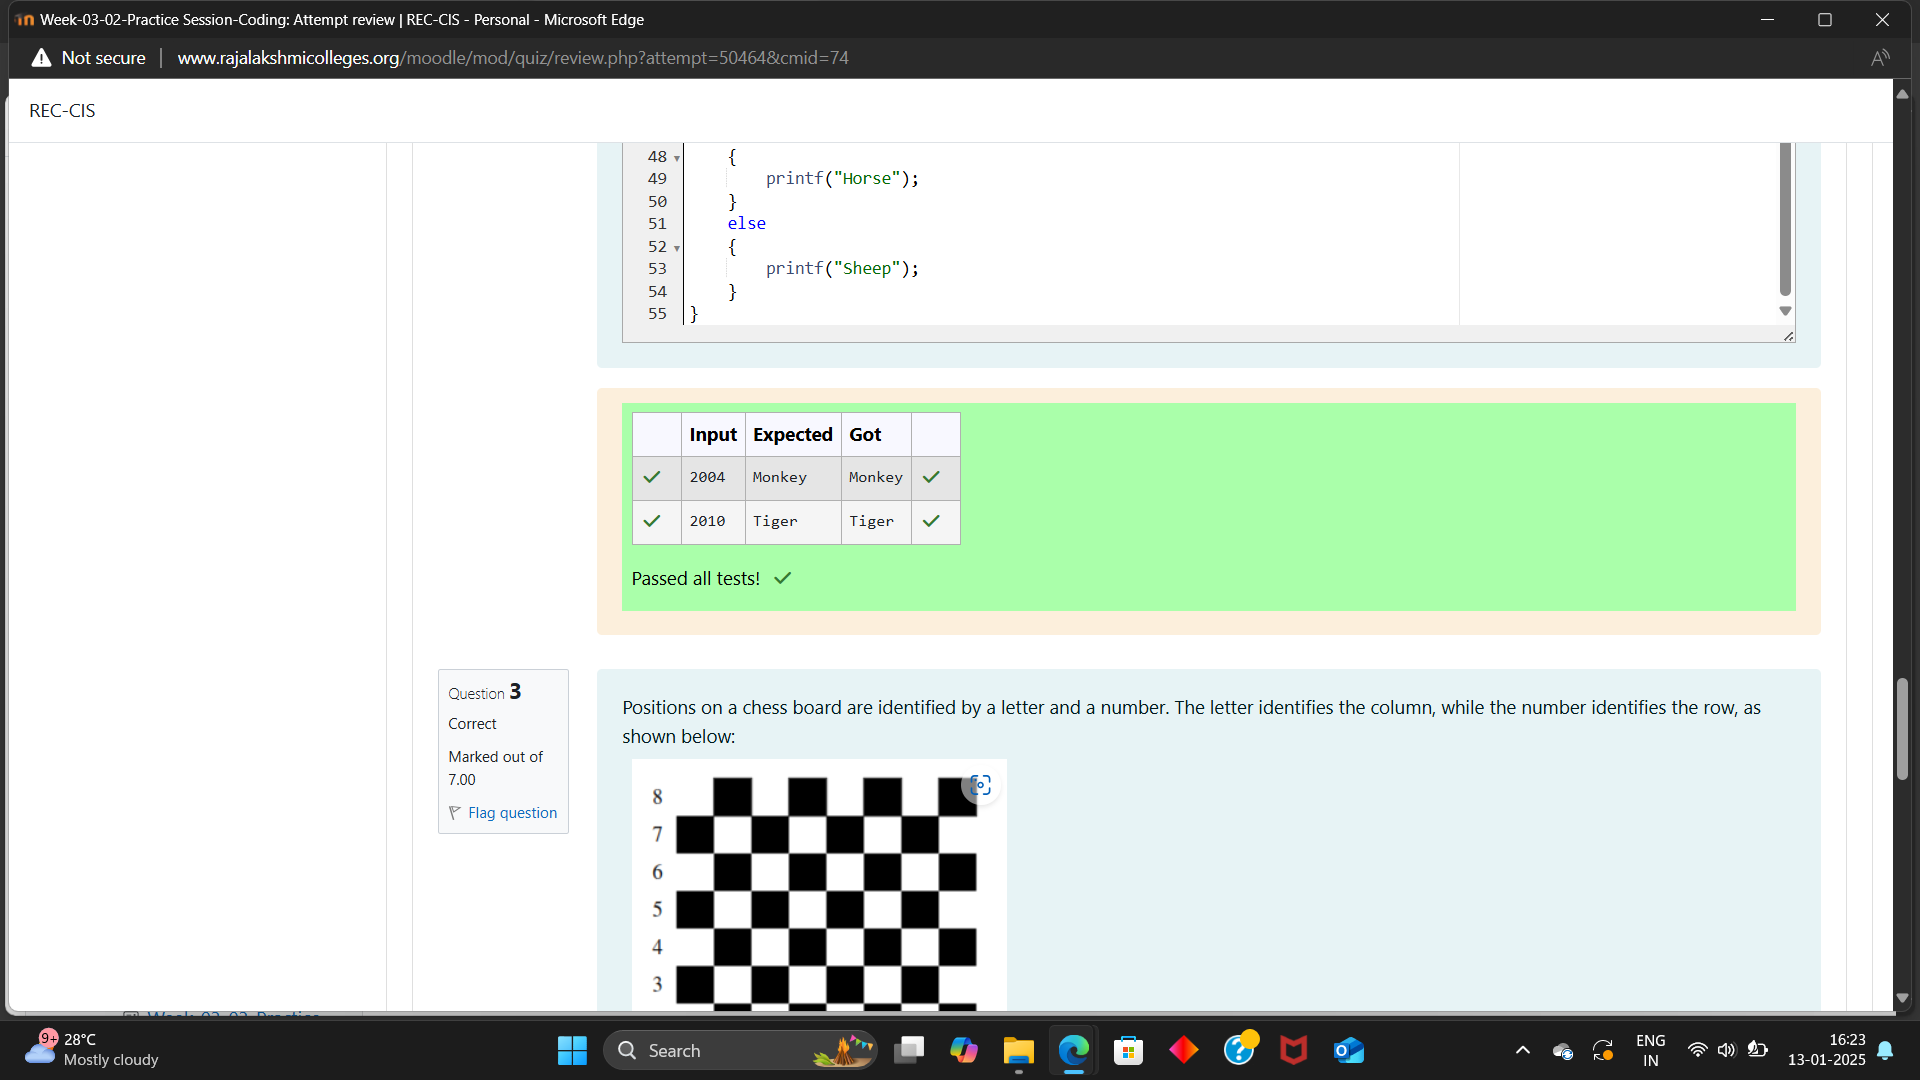 Week-03-02-Practice Session-Coding: Attempt review | REC-CIS - Personal - Microsoft Edge
Not secure | www.rajalakshmicolleges.org/moodle/mod/quiz/review.php?attempt=50464&cmid=74
REC-CIS
48 {
49 printf("Horse");
50 }
51 else
52 {
53 printf("Sheep");
54 }
55 }
Input Expected Got
2004 Monkey Monkey
2010 Tiger Tiger
Passed all tests!
Question 3
Correct
Marked out of
7.00
Flag question
Positions on a chess board are identified by a letter and a number. The letter identifies the column, while the number identifies the row, as
shown below:
8
7
6
5
4
3
9+
28°C
Mostly cloudy
Search
ENG
IN
16:23
13-01-2025